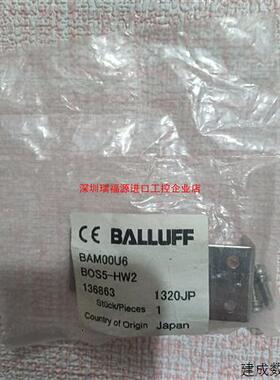 深圳瑞福源进口工控企业店
CE BALLUFF
BAM00U6
BOS5-HW2
136863 1320JP
Stück/Pieces 1
Country of Origin Japan
建成数